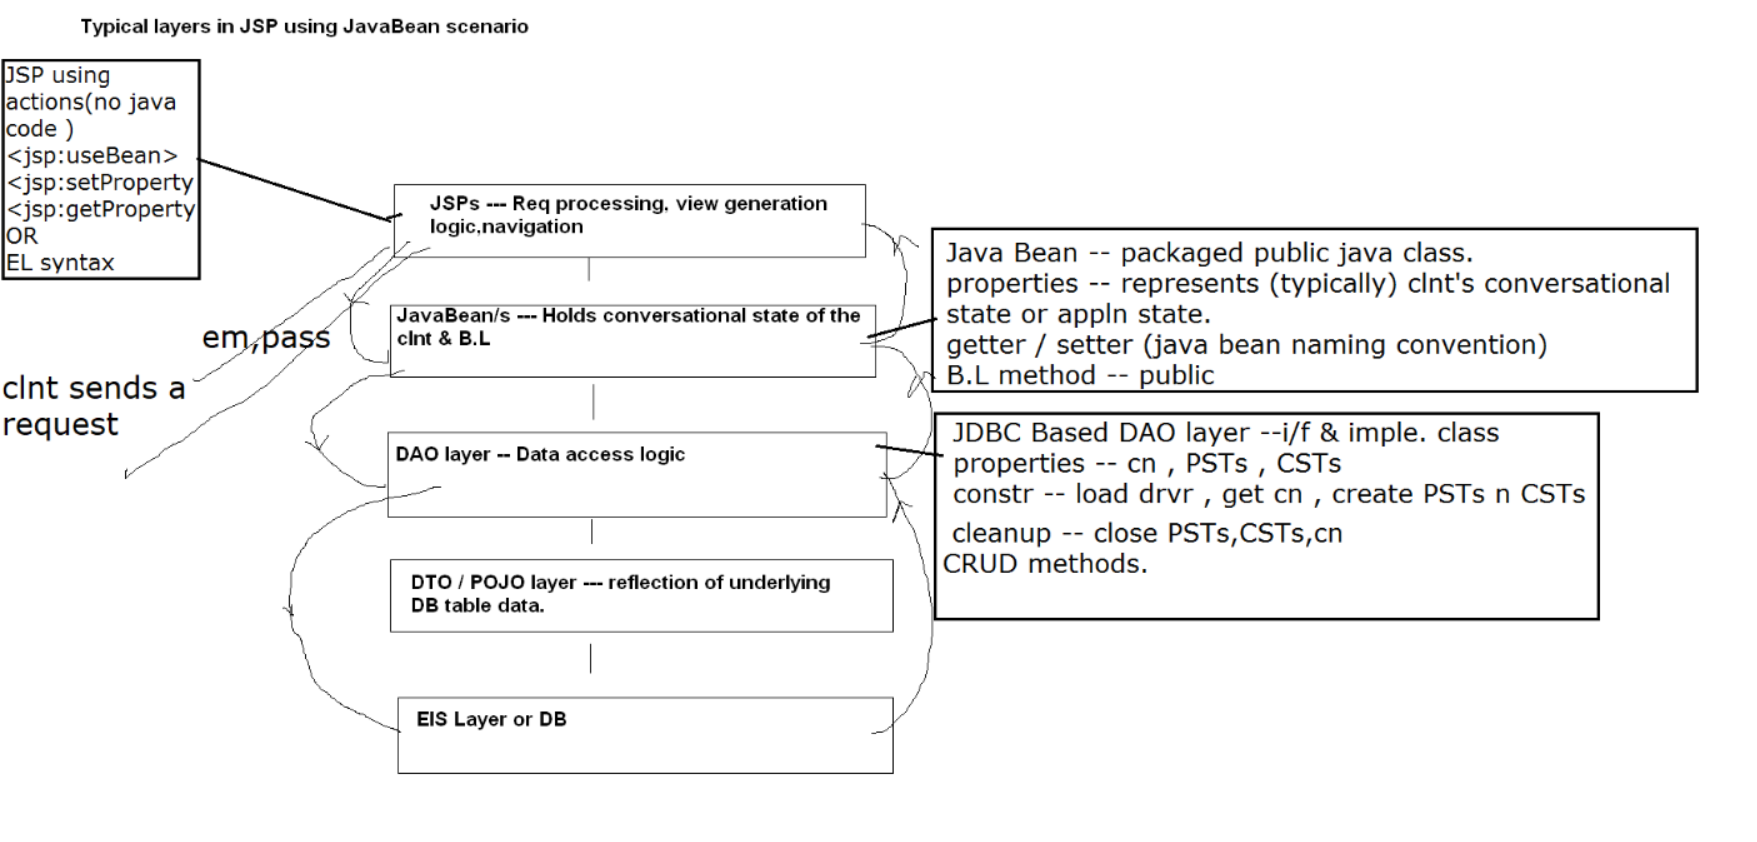 Typical layers in JSP using JavaBean scenario
JSP using
actions(no java
code )
<jsp:useBean>
<jsp:setProperty
<jsp:getProperty
OR
EL syntax
JSPs --- Req processing, view generation
logic,navigation
JavaBean/s --- Holds conversational state of the
clnt & B.L
em,pass
clnt sends a
request
Java Bean -- packaged public java class.
properties -- represents (typically) clnt's conversational
state or appln state.
getter / setter (java bean naming convention)
B.L method -- public
DAO layer -- Data access logic
JDBC Based DAO layer --i/f & imple. class
properties -- cn , PSTs , CSTs
constr -- load drvr , get cn , create PSTs n CSTs
cleanup -- close PSTs,CSTs,cn
CRUD methods.
DTO / POJO layer --- reflection of underlying
DB table data.
EIS Layer or DB